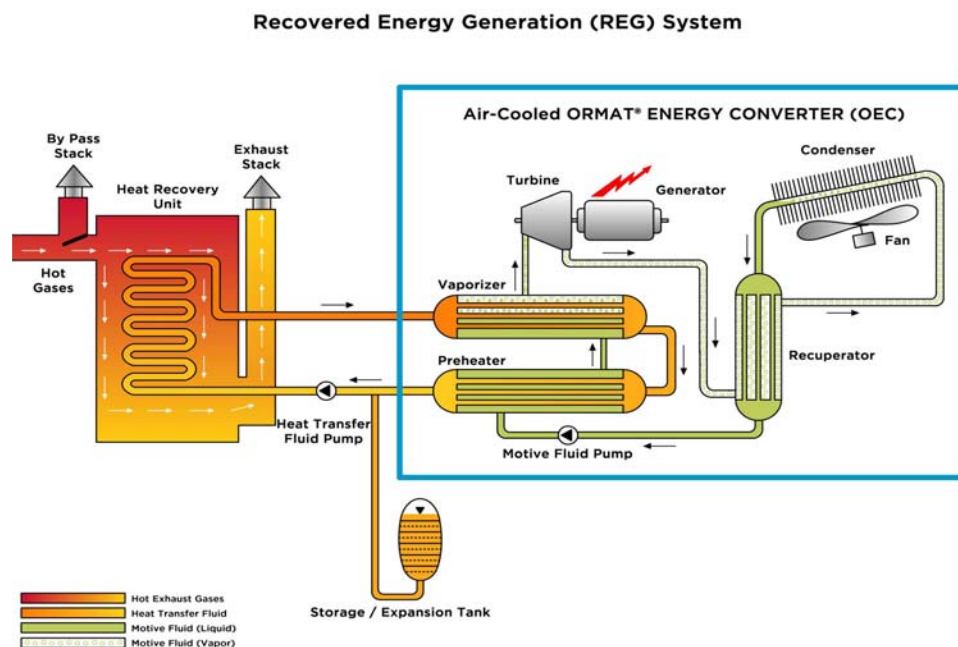 Recovered Energy Generation (REG) System
Air-Cooled ORMAT® ENERGY CONVERTER (OEC)
By Pass
Stack
Exhaust
Stack
Heat Recovery
Unit
Hot
Gases
Turbine
Generator
Condenser
Fan
Vaporizer
Preheater
Recuperator
Heat Transfer
Fluid Pump
Motive Fluid Pump
Storage / Expansion Tank
Hot Exhaust Gases
Heat Transfer Fluid
Motive Fluid (Liquid)
Motive Fluid (Vapor)